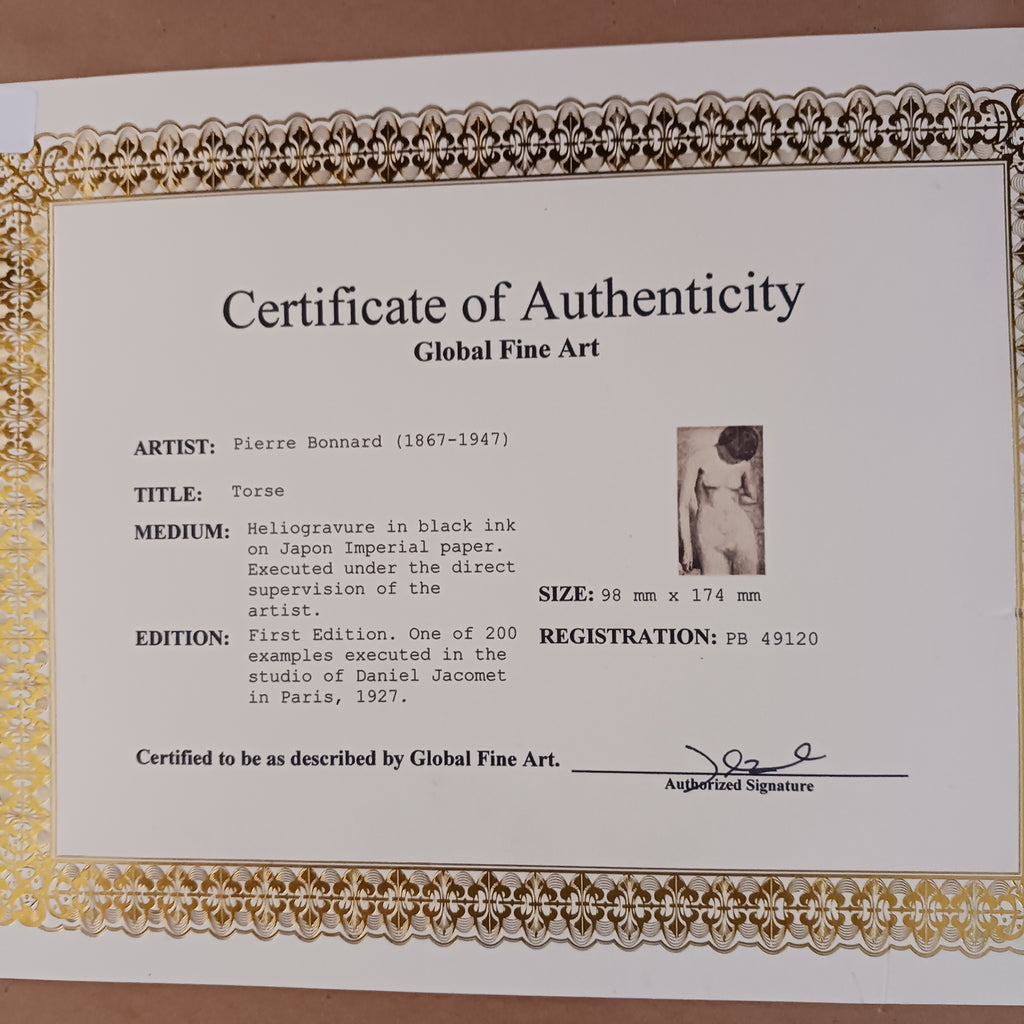 Certificate of Authenticity
Global Fine Art
ARTIST: Pierre Bonnard (1867-1947)
TITLE: Torse
MEDIUM: Heliogravure in black ink
on Japon Imperial paper.
Executed under the direct
supervision of the
artist.
SIZE: 98 mm x 174 mm
EDITION: First Edition. One of 200
examples executed in the
studio of Daniel Jacomet
in Paris, 1927.
REGISTRATION: PB 49120
Certified to be as described by Global Fine Art.
Authorized Signature